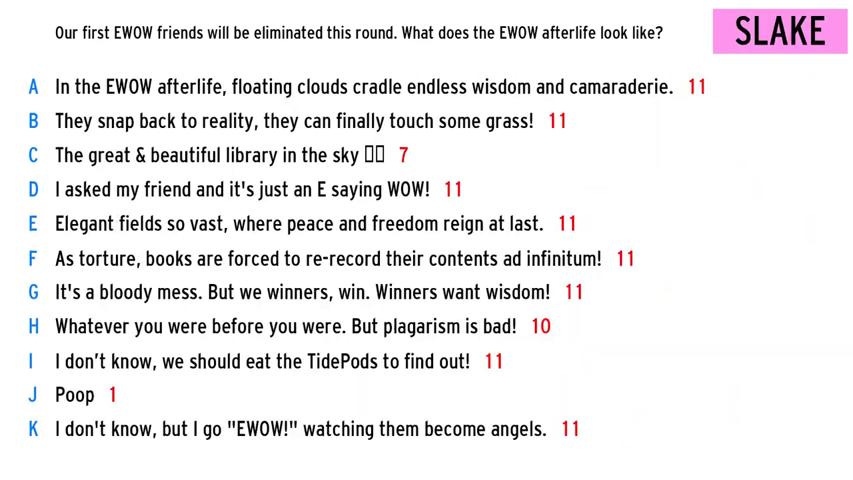 Our first EWOW friends will be eliminated this round. What does the EWOW afterlife look like?
SLAKE
A In the EWOW afterlife, floating clouds cradle endless wisdom and camaraderie. 11
B They snap back to reality, they can finally touch some grass! 11
C The great & beautiful library in the sky 7
D I asked my friend and it's just an E saying WOW! 11
E Elegant fields so vast, where peace and freedom reign at last. 11
F As torture, books are forced to re-record their contents ad infinitum! 11
G It's a bloody mess. But we winners, win. Winners want wisdom! 11
H Whatever you were before you were. But plagarism is bad! 10
I I don’t know, we should eat the TidePods to find out! 11
J Poop 1
K I don't know, but I go "EWOW!" watching them become angels. 11